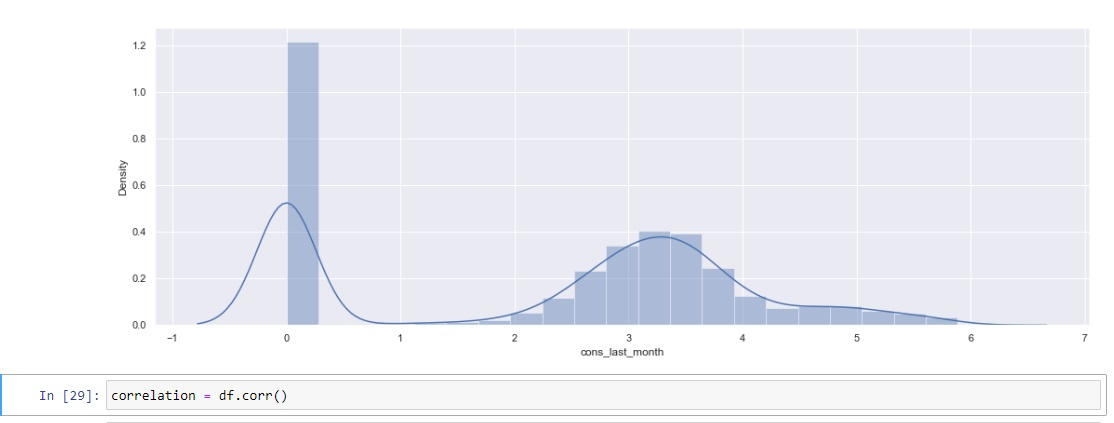 1.2
1.0
0.8
0.6
0.4
0.2
0.0
Density
−1 0 1 2 3 4 5 6 7
cons_last_month
In [29]: correlation = df.corr()